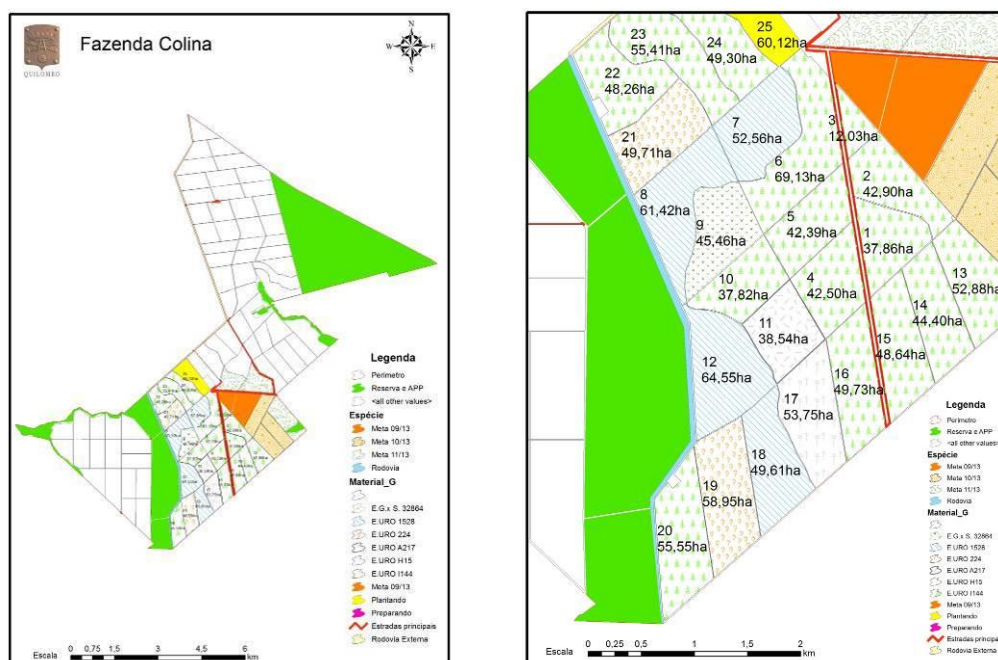 Fazenda Colina
QUILOMBO
N
W
E
S
Legenda
Perimetro
Reserva e APP
<all other values>
Espécie
Meta 09/13
Meta 10/13
Meta 11/13
Rodovia
Material_G
E.G.x S. 32864
E.URO 1528
E.URO 224
E.URO A217
E.URO H15
E.URO I144
Meta 09/13
Plantando
Preparando
Estradas principais
Rodovia Externa
Escala
0 0,75 1,5 3 4,5 6
km
25
60,12ha
23
55,41ha
24
49,30ha
22
48,26ha
7
52,56ha
21
49,71ha
3
12,03ha
6
69,13ha
2
42,90ha
8
61,42ha
5
42,39ha
9
45,46ha
1
37,86ha
10
37,82ha
4
42,50ha
13
52,88ha
14
44,40ha
11
38,54ha
15
48,64ha
12
64,55ha
16
49,73ha
17
53,75ha
18
49,61ha
19
58,95ha
20
55,55ha
Legenda
Perimetro
Reserva e APP
<all other values>
Espécie
Meta 09/13
Meta 10/13
Meta 11/13
Rodovia
Material_G
E.G.x S. 32864
E.URO 1528
E.URO 224
E.URO A217
E.URO H15
E.URO I144
Meta 09/13
Plantando
Preparando
Estradas principa
Rodovia Externa
Escala
0 0,25 0,5 1 1,5 2
km